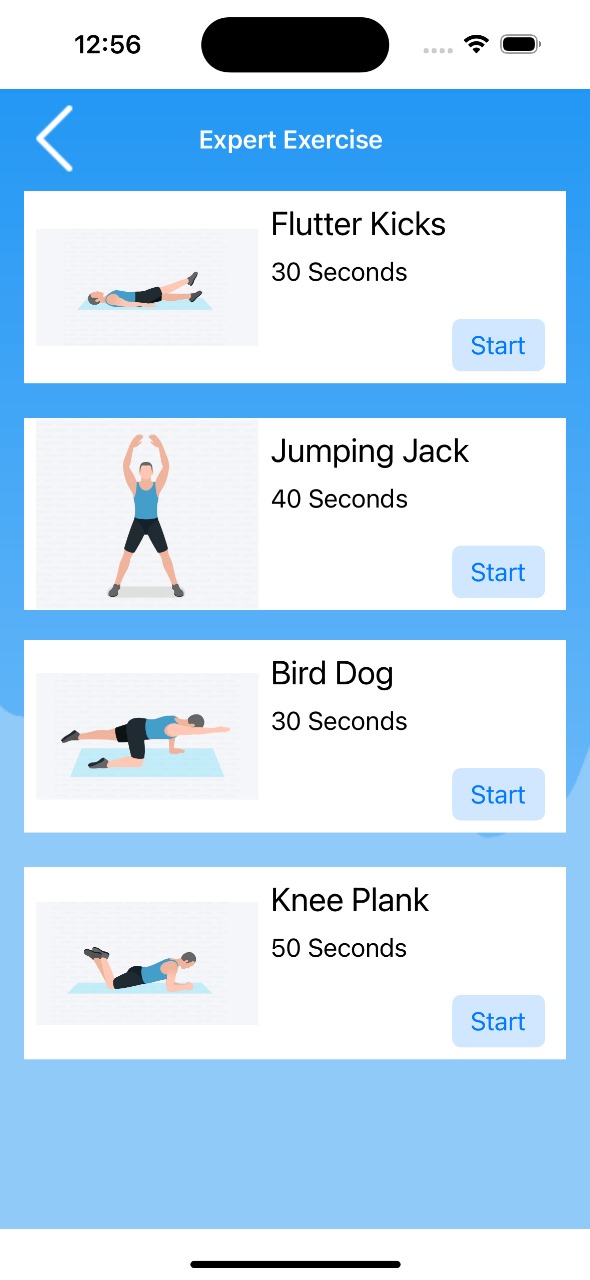 12:56
Expert Exercise
Flutter Kicks
30 Seconds
Start
Jumping Jack
40 Seconds
Start
Bird Dog
30 Seconds
Start
Knee Plank
50 Seconds
Start